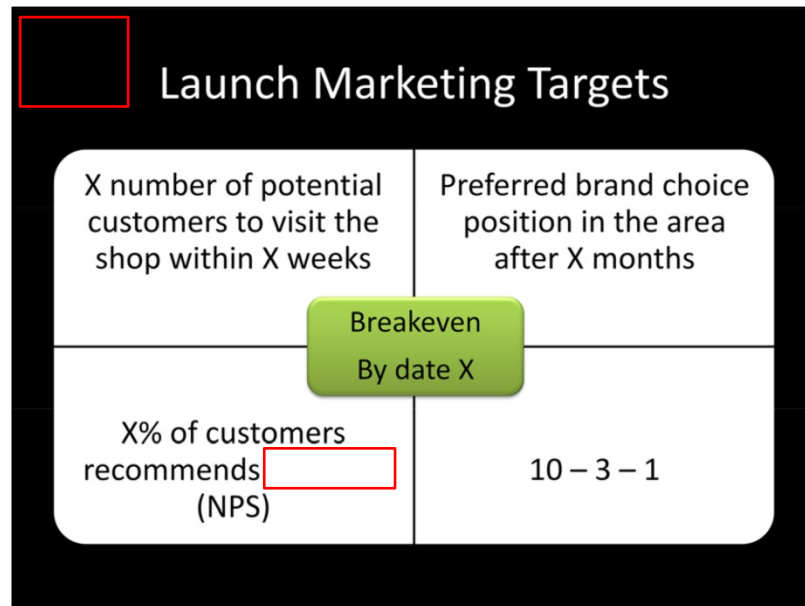 Launch Marketing Targets
X number of potential
customers to visit the
shop within X weeks
Preferred brand choice
position in the area
after X months
Breakeven
By date X
X% of customers
recommends
(NPS)
10 – 3 – 1